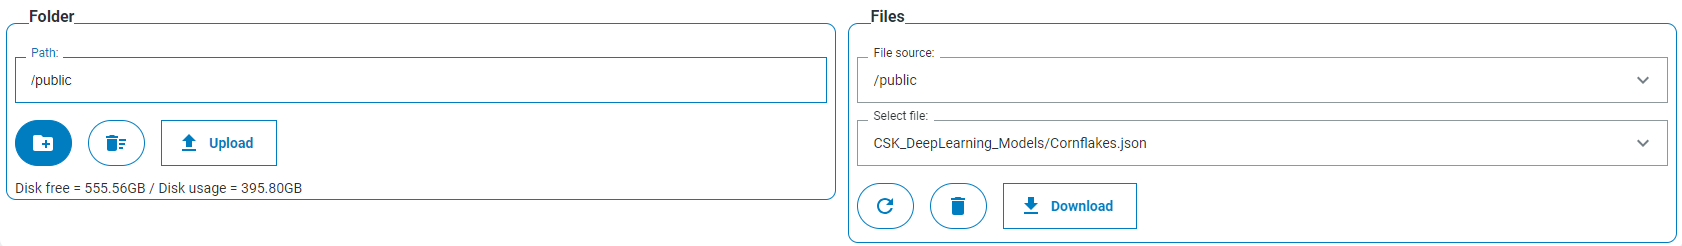 Folder
Path:
/public
Upload
Disk free = 555.56GB / Disk usage = 395.80GB
Files
File source:
/public
Select file:
CSK_DeepLearning_Models/Cornflakes.json
Download